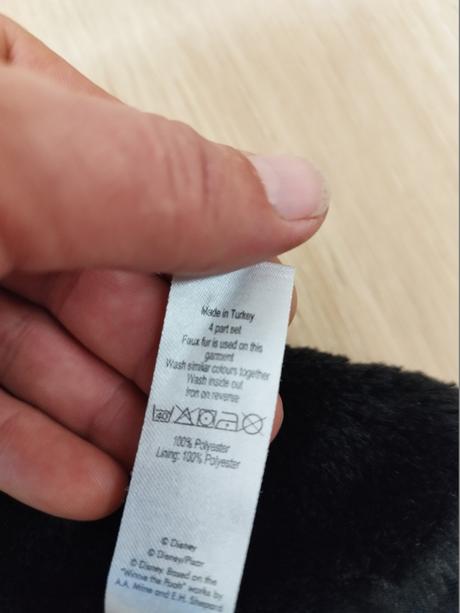 Made in Turkey
4 part set
Faux fur is used on this
garment
Wash similar colours together
Wash inside out
Iron on reverse
40
100% Polyester
Lining: 100% Polyester
© Disney
© Disney/Pixar
© Disney. Based on the
"Winnie the Pooh" works by
A.A. Milne and E.H. Shepard